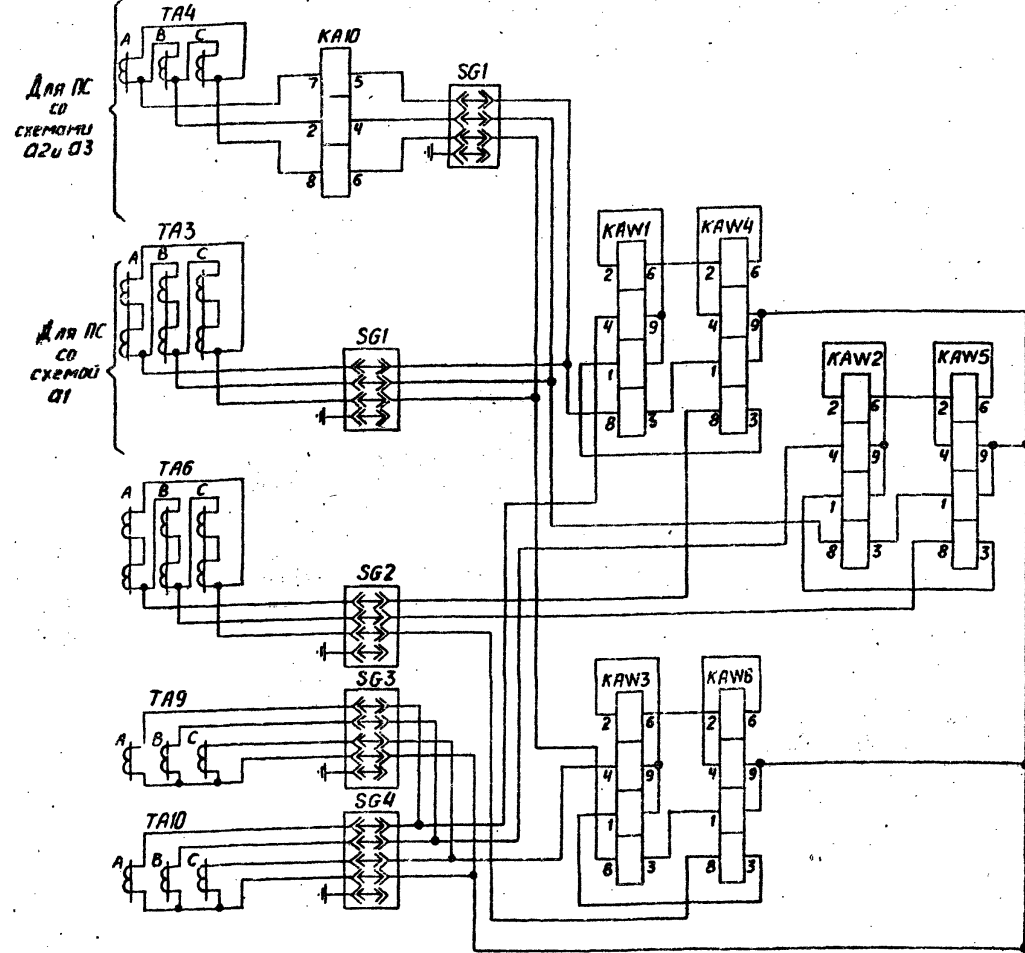 TA4
A B C
KA10
7 5
2 4
8 6
SG1
Для ПС
со
схемами
а2 и а3
TA3
A B C
Для ПС
со
схемой
а1
SG1
KAW1
2 6
4 9
1
8 3
KAW4
2 6
4 9
1
8 3
KAW2
2 6
4 9
1
8 3
KAW5
2 6
4 9
1
8 3
TA6
A B C
SG2
TA9
A B C
SG3
TA10
A B C
SG4
KAW3
2 6
4 9
1
8 3
KAW6
2 6
4 9
1
8 3